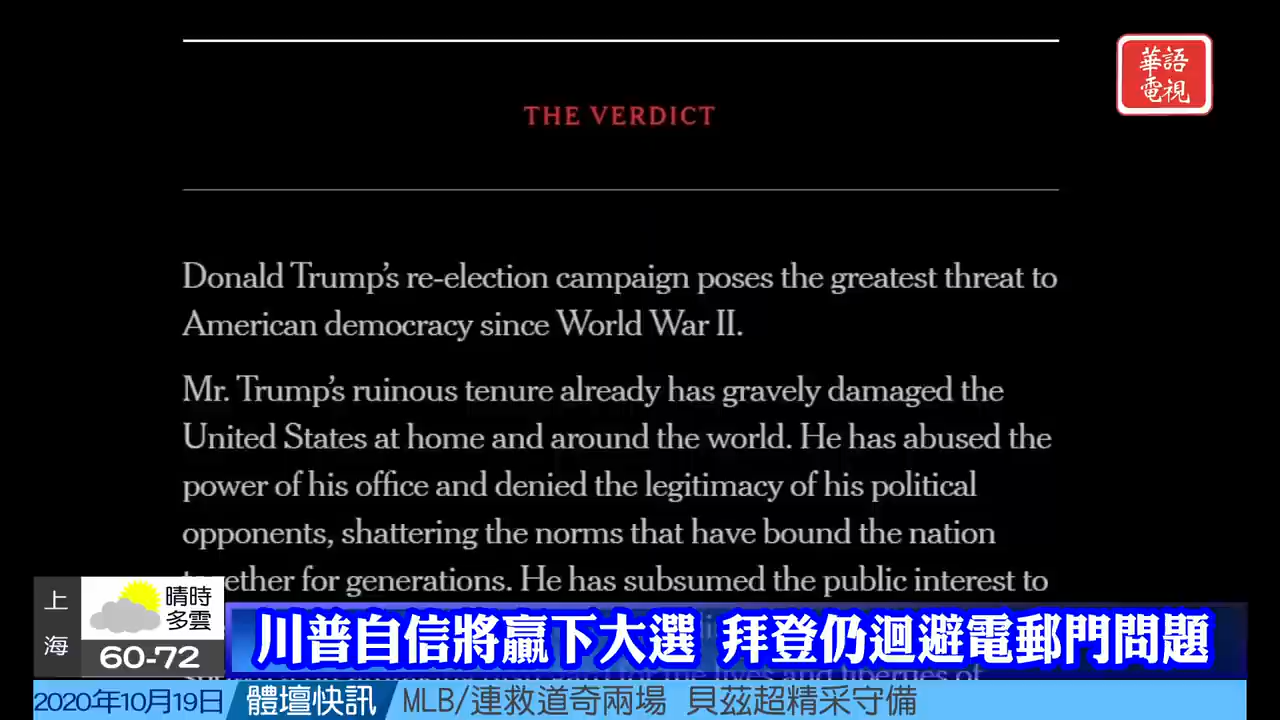 華語
電視
THE VERDICT
Donald Trump's re-election campaign poses the greatest threat to
American democracy since World War II.
Mr. Trump's ruinous tenure already has gravely damaged the
United States at home and around the world. He has abused the
power of his office and denied the legitimacy of his political
opponents, shattering the norms that have bound the nation
together for generations. He has subsumed the public interest to
for the lives and liberties of
上海
晴時
多雲
60-72
川普自信將贏下大選 拜登仍迴避電郵門問題
2020年10月19日 體壇快訊 MLB/連救道奇兩場 貝茲超精采守備